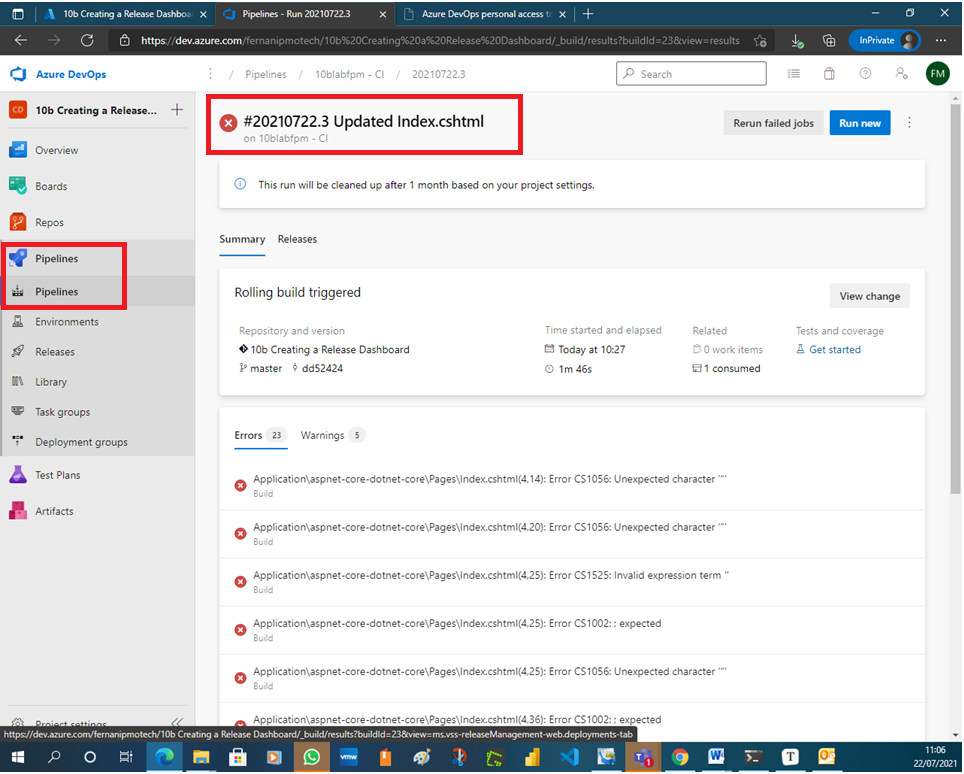 10b Creating a Release Dashboa
Pipelines - Run 20210722.3
Azure DevOps personal access to
https://dev.azure.com/fernanipmotech/10b%20Creating%20a%20Release%20Dashboard/_build/results?buildId=23&view=results
InPrivate
Azure DevOps
/ Pipelines / 10blabfpm - CI / 20210722.3
Search
FM
CD 10b Creating a Release...
Overview
Boards
Repos
Pipelines
Pipelines
Environments
Releases
Library
Task groups
Deployment groups
Test Plans
Artifacts
Project settings
#20210722.3 Updated Index.cshtml
on 10blabfpm - CI
Rerun failed jobs
Run new
This run will be cleaned up after 1 month based on your project settings.
Summary Releases
Rolling build triggered
View change
Repository and version
10b Creating a Release Dashboard
master dd52424
Time started and elapsed
Today at 10:27
1m 46s
Related
0 work items
1 consumed
Tests and coverage
Get started
Errors 23 Warnings 5
Application\aspnet-core-dotnet-core\Pages\Index.cshtml(4,14): Error CS1056: Unexpected character '"'
Build
Application\aspnet-core-dotnet-core\Pages\Index.cshtml(4,20): Error CS1056: Unexpected character '"'
Build
Application\aspnet-core-dotnet-core\Pages\Index.cshtml(4,25): Error CS1525: Invalid expression term ''
Build
Application\aspnet-core-dotnet-core\Pages\Index.cshtml(4,25): Error CS1002: ; expected
Build
Application\aspnet-core-dotnet-core\Pages\Index.cshtml(4,25): Error CS1056: Unexpected character '"'
Build
Application\aspnet-core-dotnet-core\Pages\Index.cshtml(4,36): Error CS1002: ; expected
https://dev.azure.com/fernanipmotech/10b Creating a Release Dashboard/_build/results?buildId=23&view=ms.vss-releaseManagement-web.deployments-tab
vmw
1
T
11:06
22/07/2021